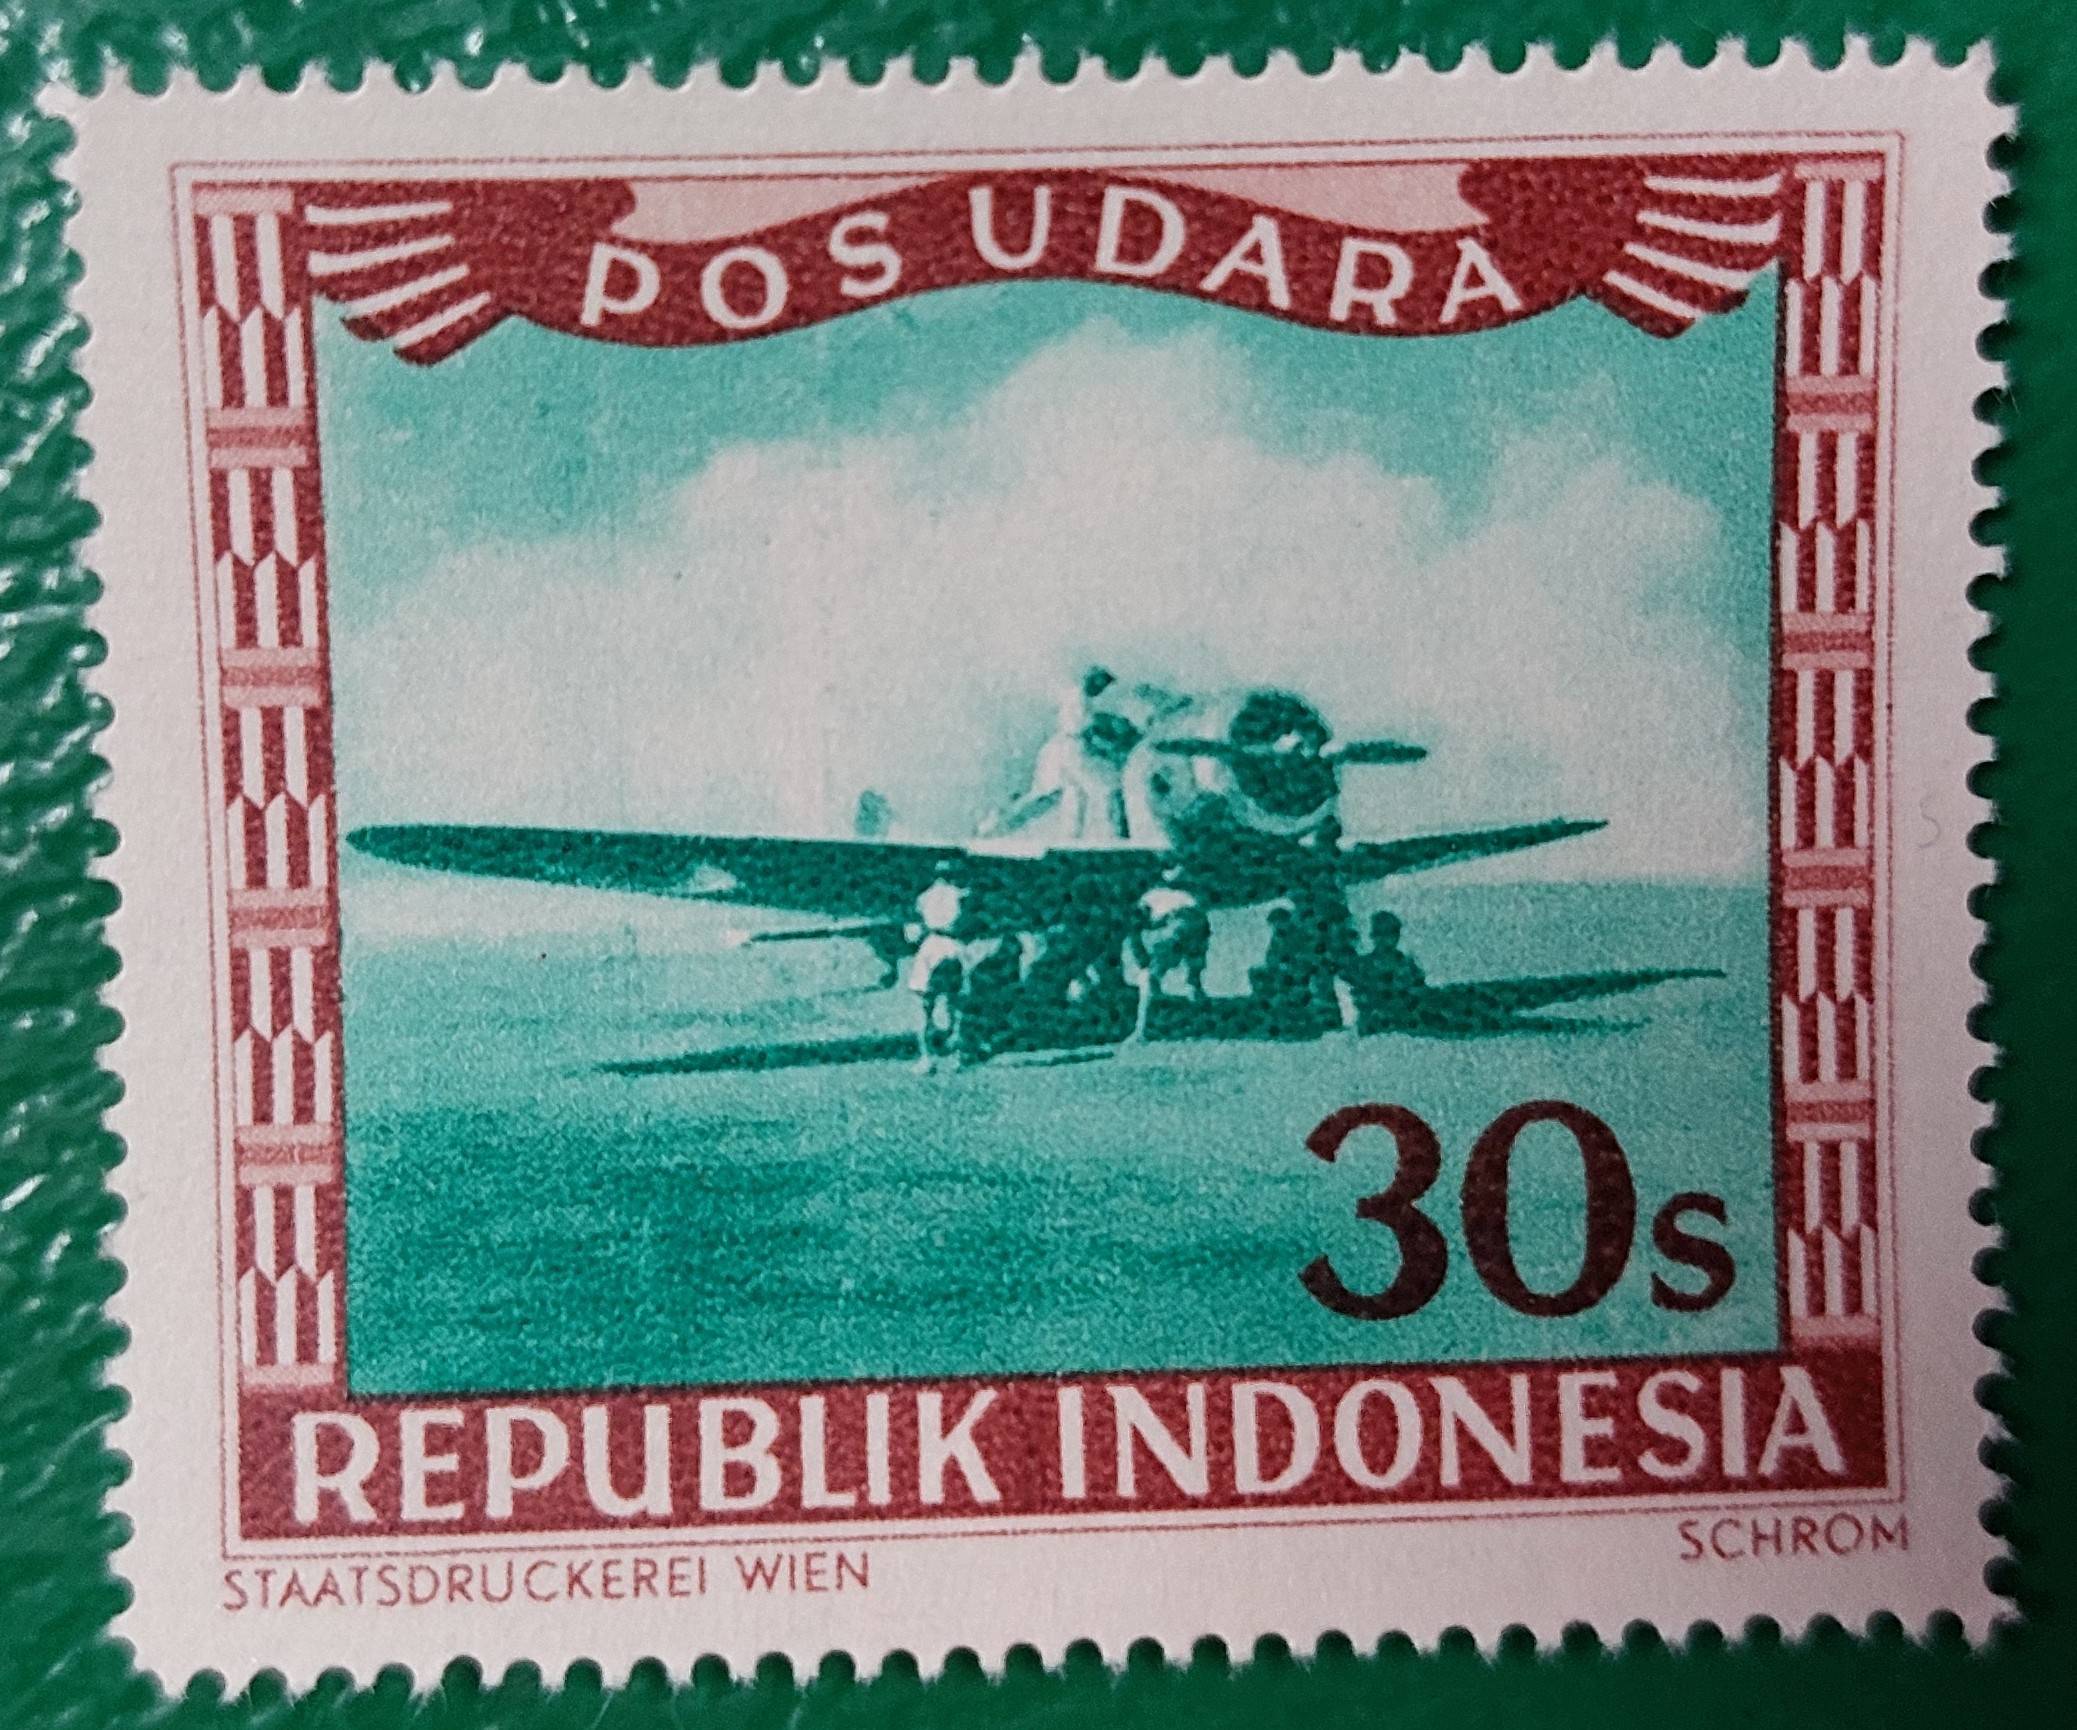 POS UDARA
30s
REPUBLIK INDONESIA
STAATSDRUCKEREI WIEN
SCHROM